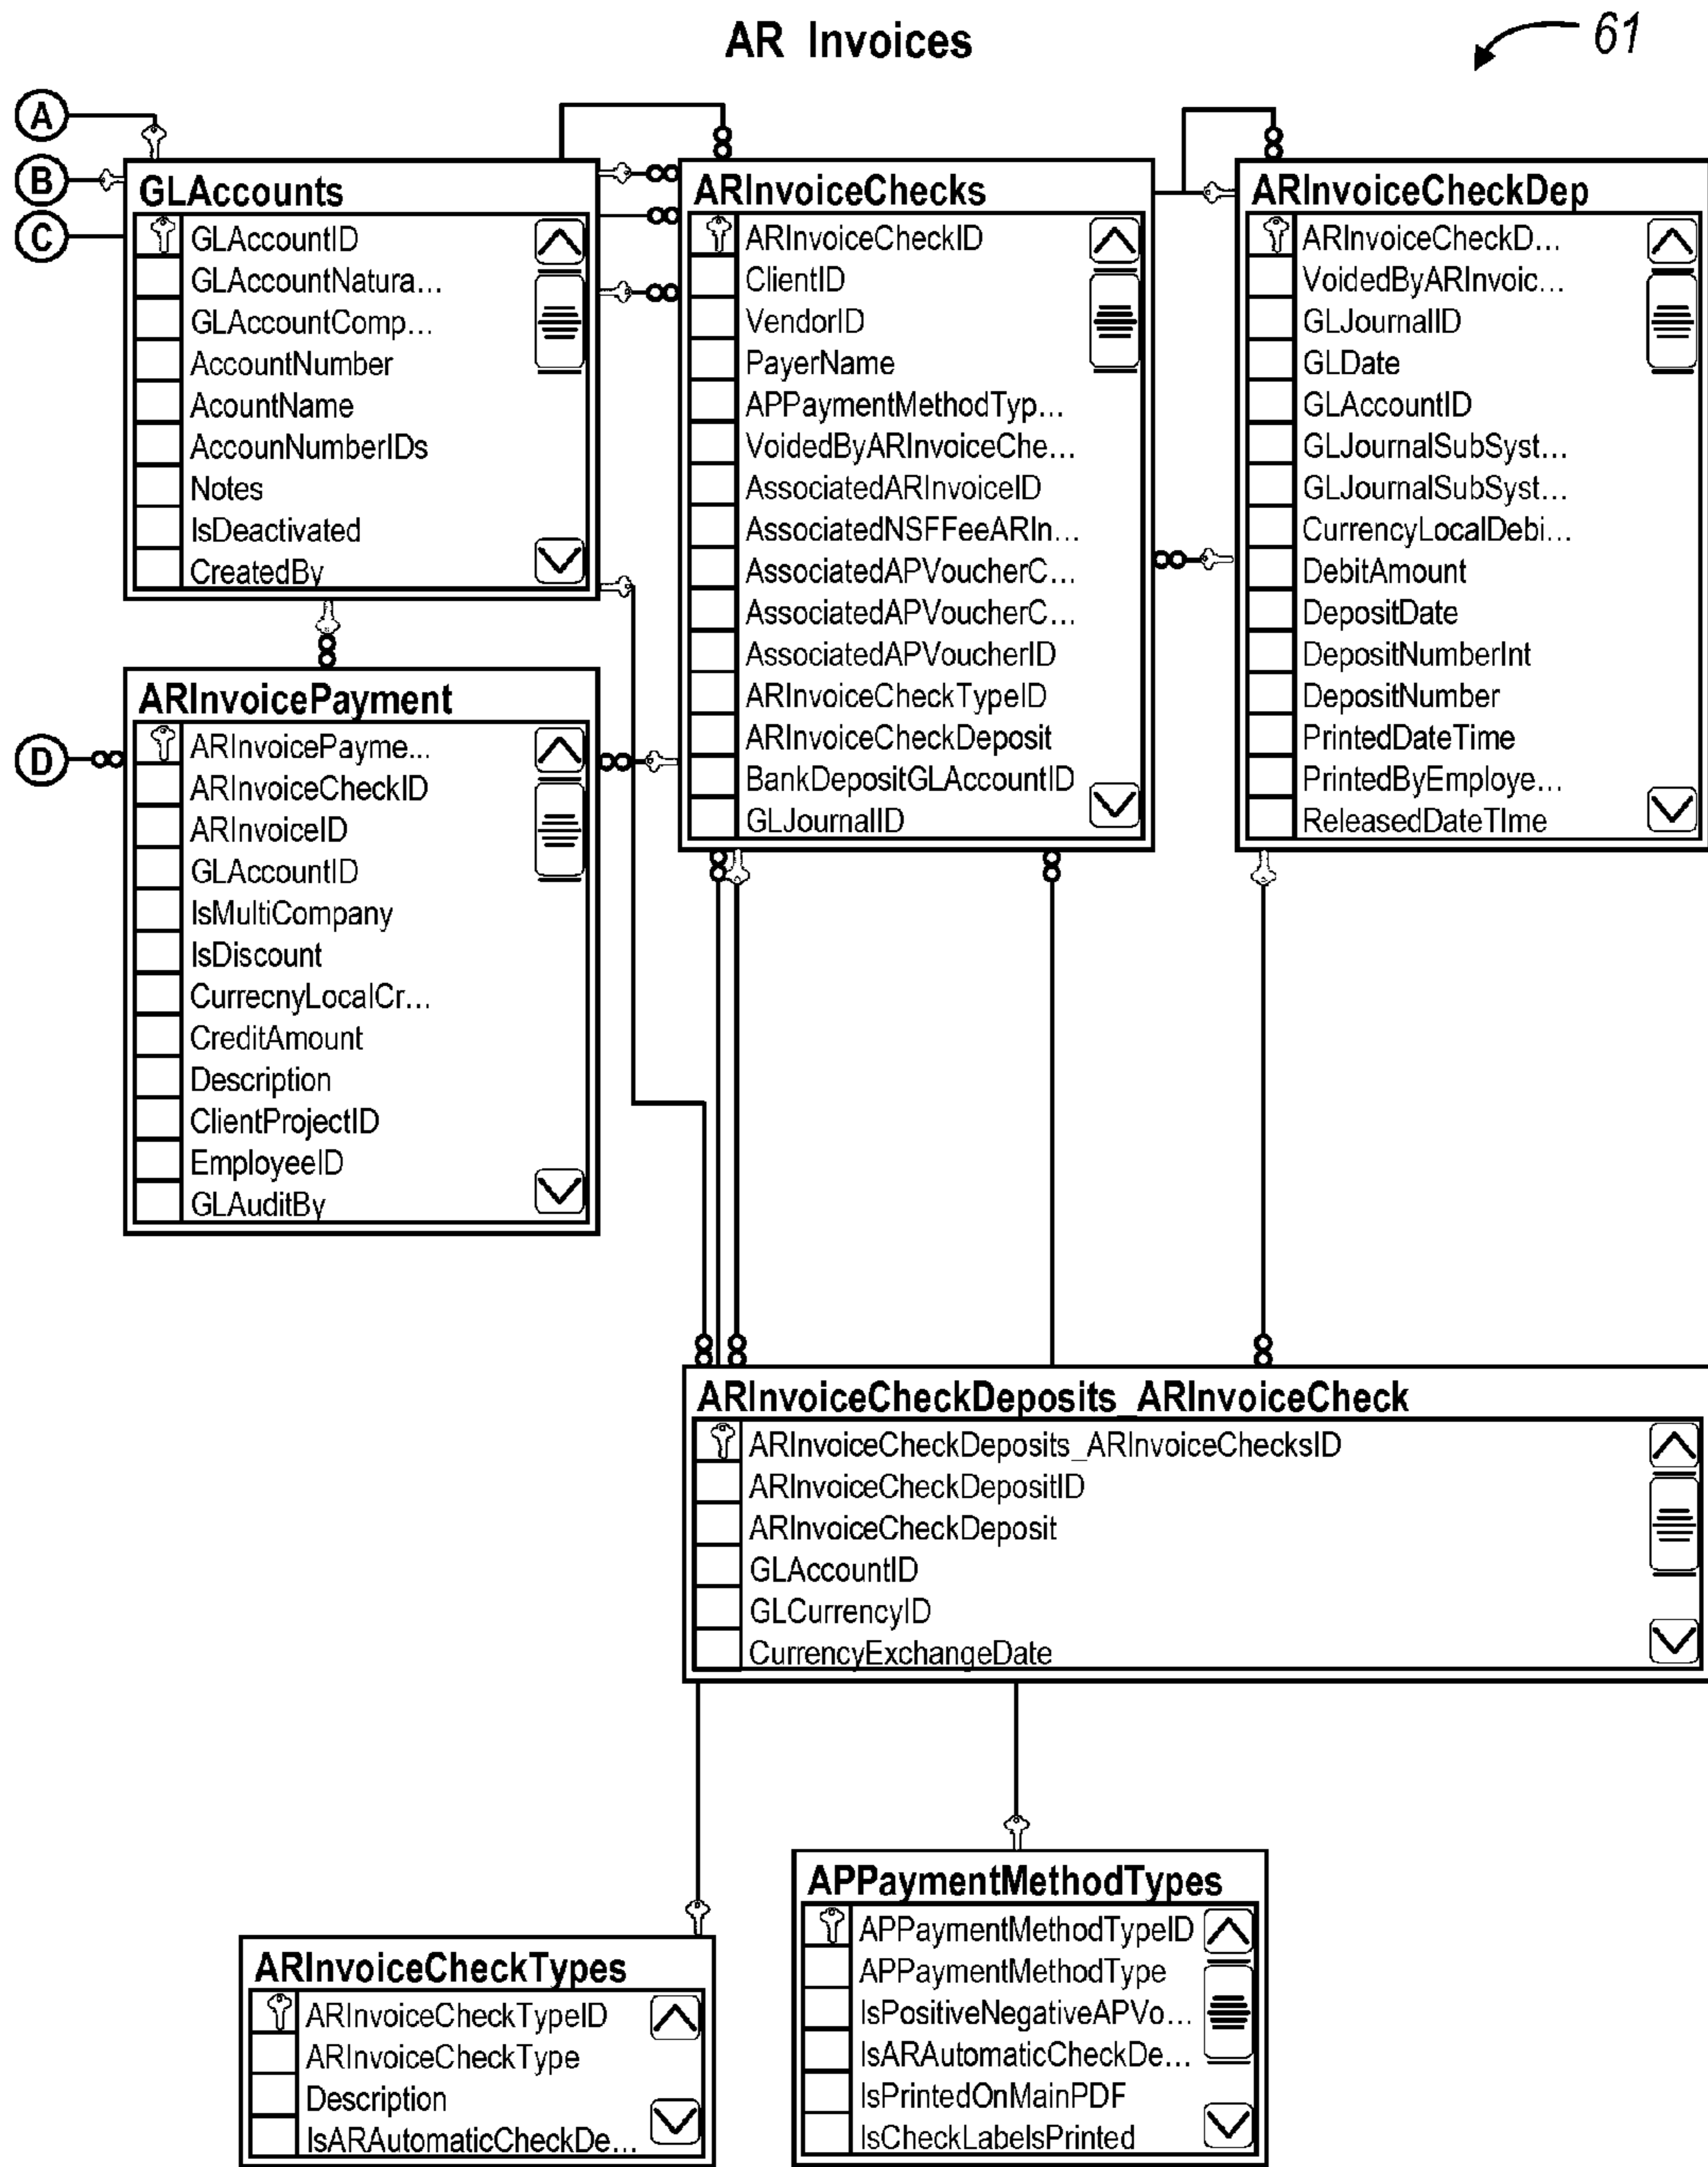 AR Invoices
61
A
B
C
GLAccounts
GLAccountID
GLAccountNatura...
GLAccountComp...
AccountNumber
AcountName
AccounNumberIDs
Notes
IsDeactivated
CreatedBy
ARInvoiceChecks
ARInvoiceCheckID
ClientID
VendorID
PayerName
APPaymentMethodTyp...
VoidedByARInvoiceChe...
AssociatedARInvoiceID
AssociatedNSFFeeARIn...
AssociatedAPVoucherC...
AssociatedAPVoucherC...
AssociatedAPVoucherID
ARInvoiceCheckTypeID
ARInvoiceCheckDeposit
BankDepositGLAccountID
GLJournalID
ARInvoiceCheckDep
ARInvoiceCheckD...
VoidedByARInvoic...
GLJournalID
GLDate
GLAccountID
GLJournalSubSyst...
GLJournalSubSyst...
CurrencyLocalDebi...
DebitAmount
DepositDate
DepositNumberInt
DepositNumber
PrintedDateTime
PrintedByEmploye...
ReleasedDateTIme
D
ARInvoicePayment
ARInvoicePayme...
ARInvoiceCheckID
ARInvoiceID
GLAccountID
IsMultiCompany
IsDiscount
CurrecnyLocalCr...
CreditAmount
Description
ClientProjectID
EmployeeID
GLAuditBy
ARInvoiceCheckDeposits_ARInvoiceCheck
ARInvoiceCheckDeposits_ARInvoiceChecksID
ARInvoiceCheckDepositID
ARInvoiceCheckDeposit
GLAccountID
GLCurrencyID
CurrencyExchangeDate
ARInvoiceCheckTypes
ARInvoiceCheckTypeID
ARInvoiceCheckType
Description
IsARAutomaticCheckDe...
APPaymentMethodTypes
APPaymentMethodTypeID
APPaymentMethodType
IsPositiveNegativeAPVo...
IsARAutomaticCheckDe...
IsPrintedOnMainPDF
IsCheckLabelsPrinted